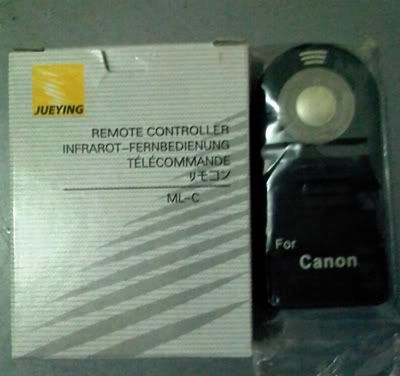 JUEYING
REMOTE CONTROLLER
INFRAROT-FERNBEDIENUNG
TÉLÉCOMMANDE
リモコン
ML-C
For
Canon